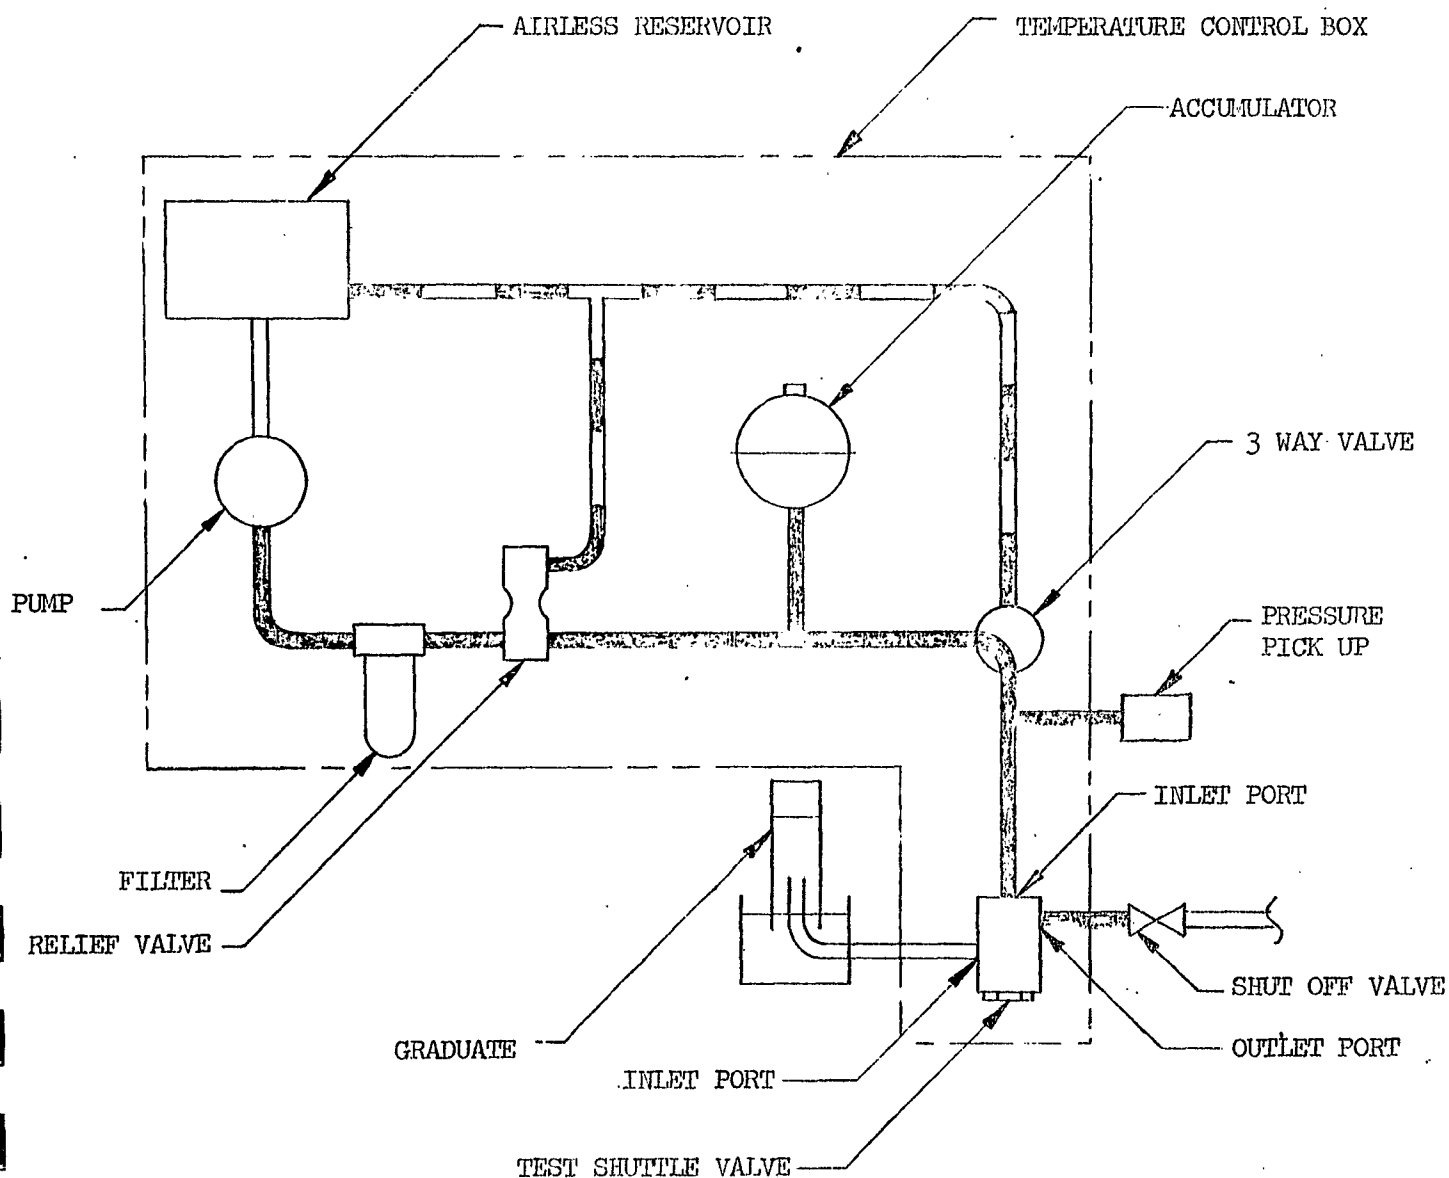 AIRLESS RESERVOIR
TEMPERATURE CONTROL BOX
ACCUMULATOR
3 WAY VALVE
PUMP
PRESSURE
PICK UP
INLET PORT
FILTER
RELIEF VALVE
SHUT OFF VALVE
GRADUATE
OUTLET PORT
INLET PORT
TEST SHUTTLE VALVE